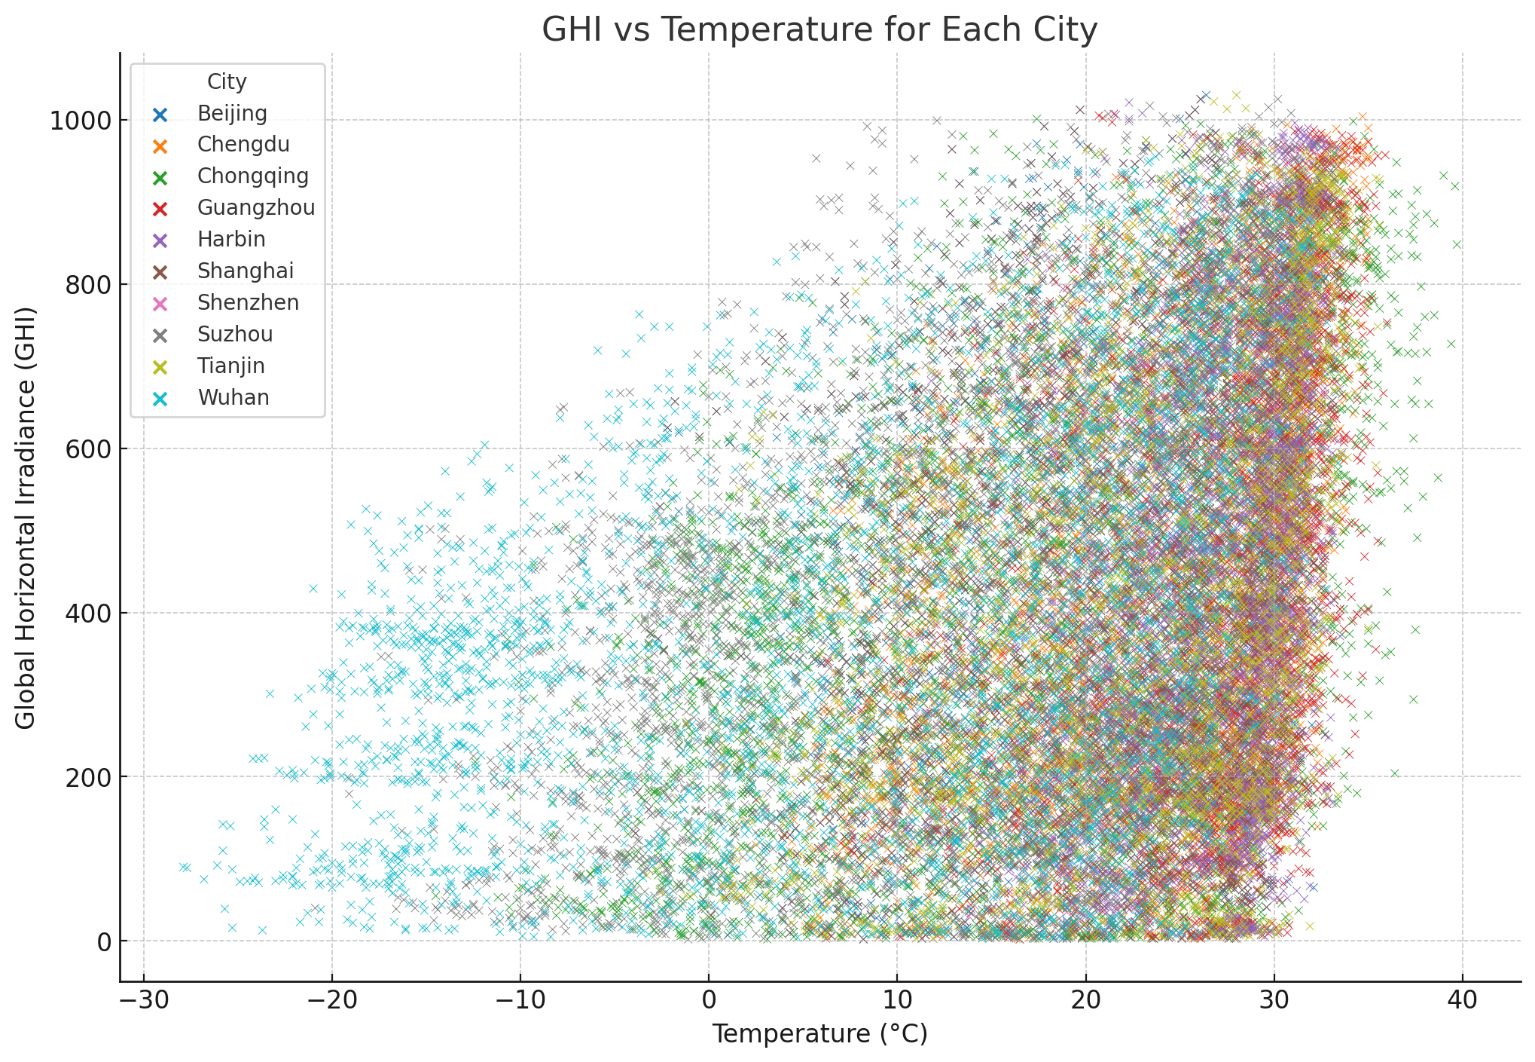 GHI vs Temperature for Each City
City
Beijing
Chengdu
Chongqing
Guangzhou
Harbin
Shanghai
Shenzhen
Suzhou
Tianjin
Wuhan
Global Horizontal Irradiance (GHI)
1000
800
600
400
200
0
−30 −20 −10 0 10 20 30 40
Temperature (°C)